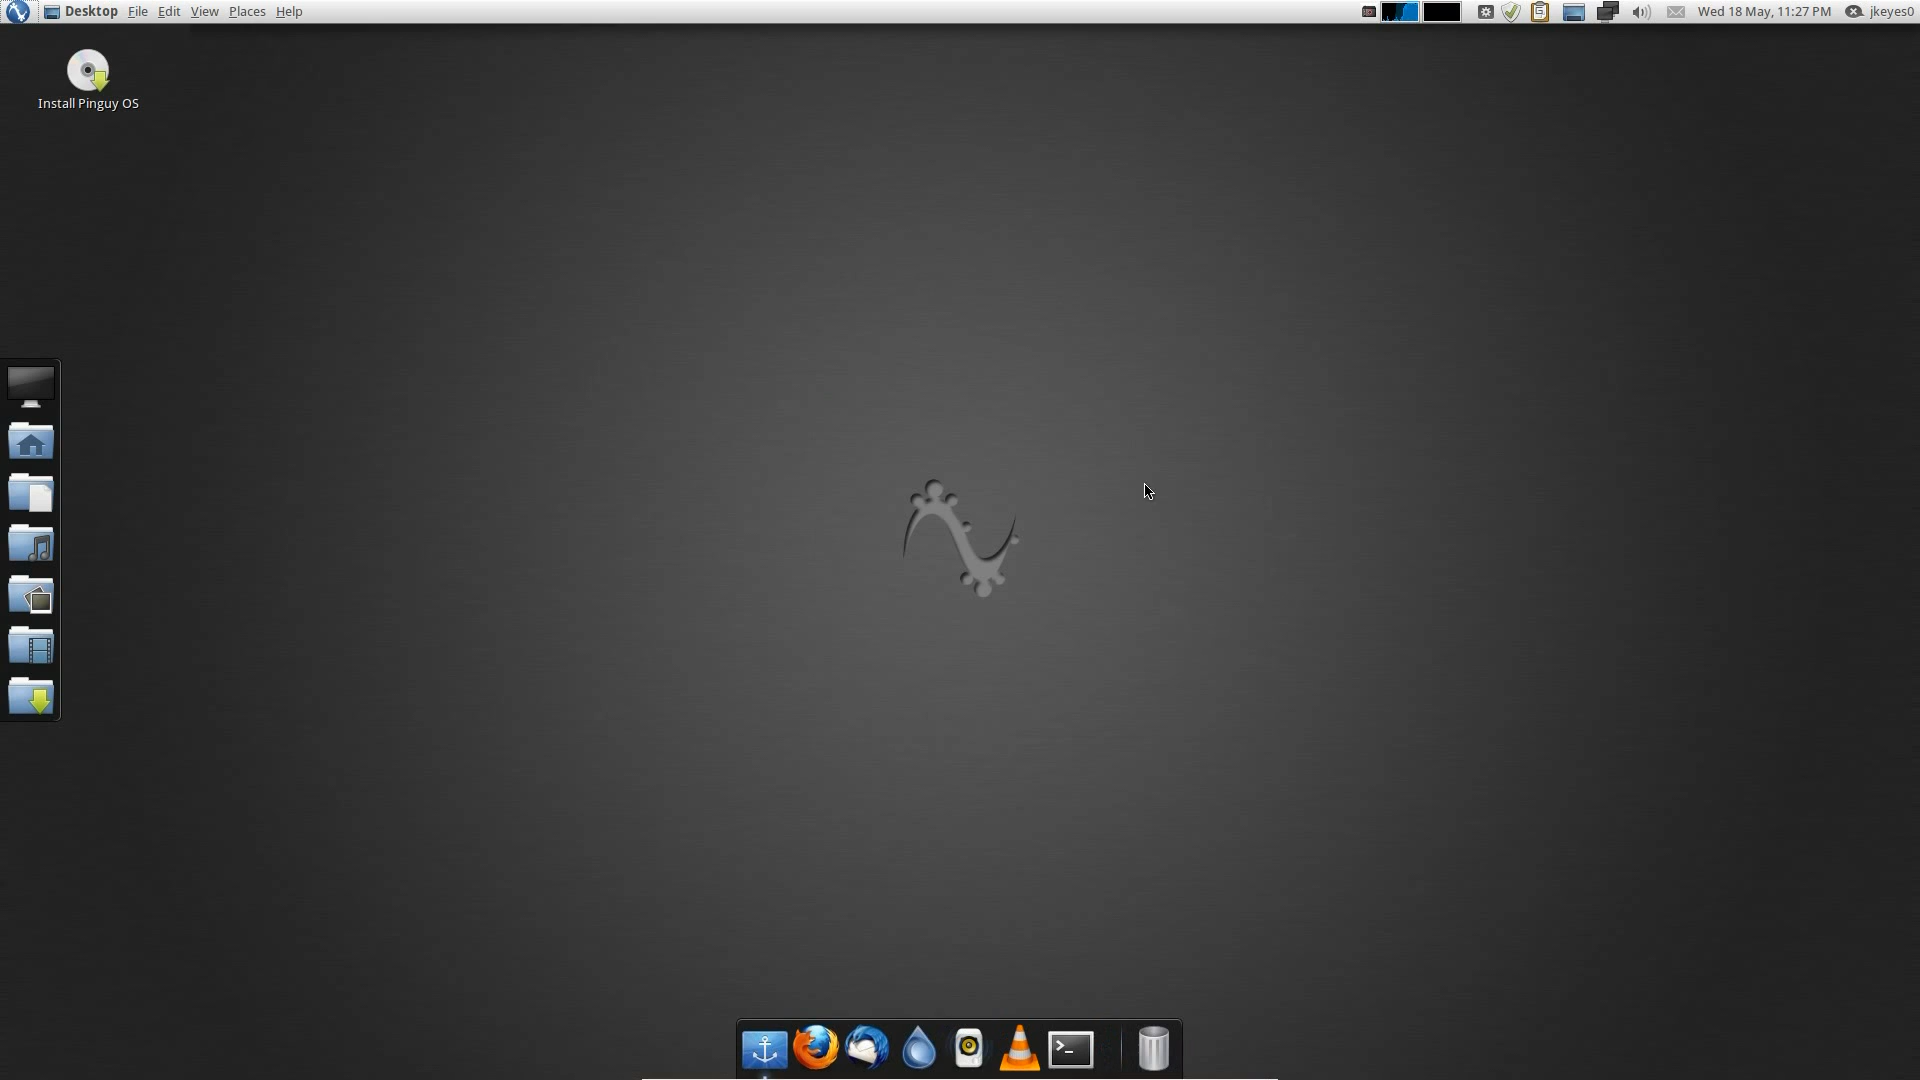 Desktop File Edit View Places Help Wed 18 May, 11:27 PM jkeyes0
Install Pinguy OS
>_